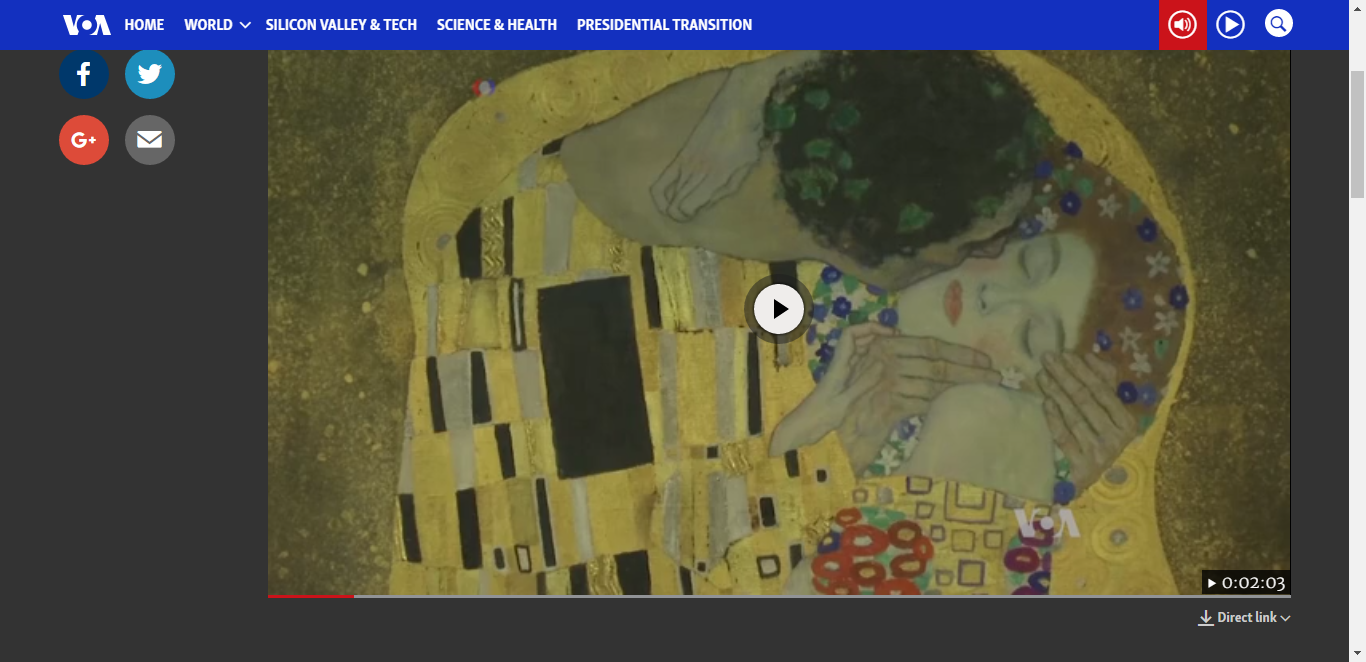 VOA HOME WORLD SILICON VALLEY & TECH SCIENCE & HEALTH PRESIDENTIAL TRANSITION
f
G+
VOA
0:02:03
Direct link